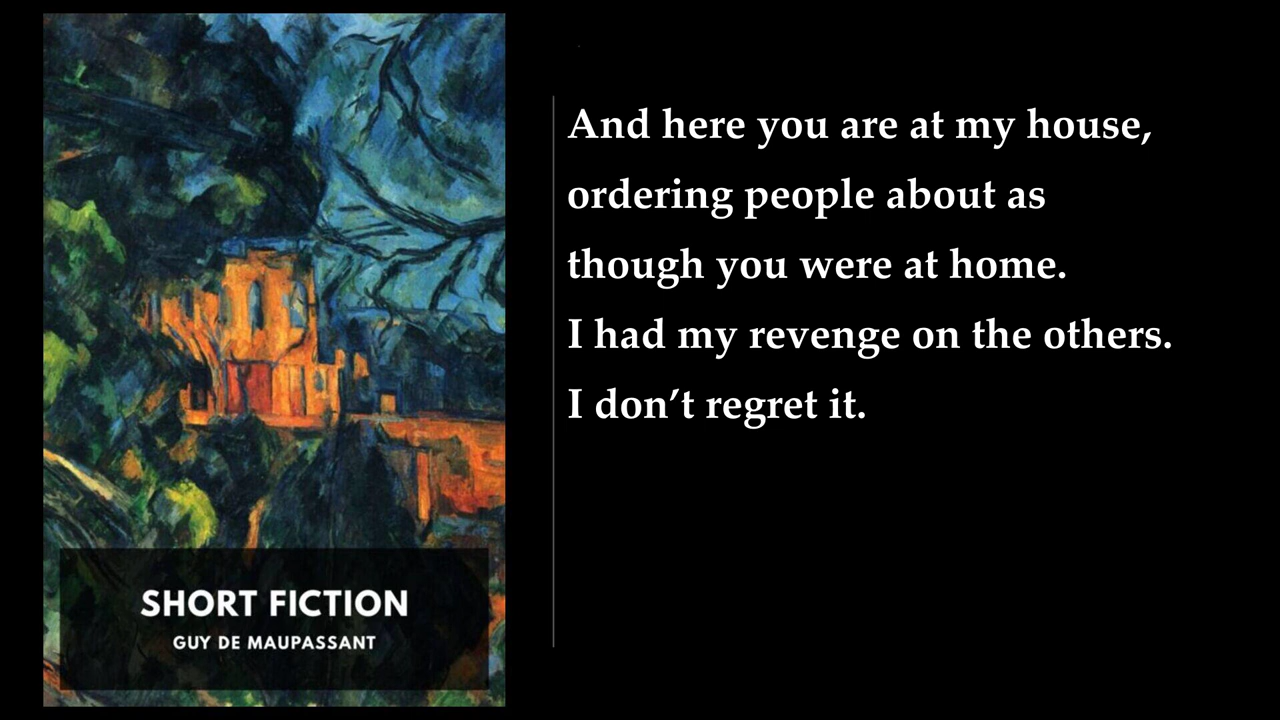 And here you are at my house,
ordering people about as
though you were at home.
I had my revenge on the others.
I don’t regret it.
SHORT FICTION
GUY DE MAUPASSANT